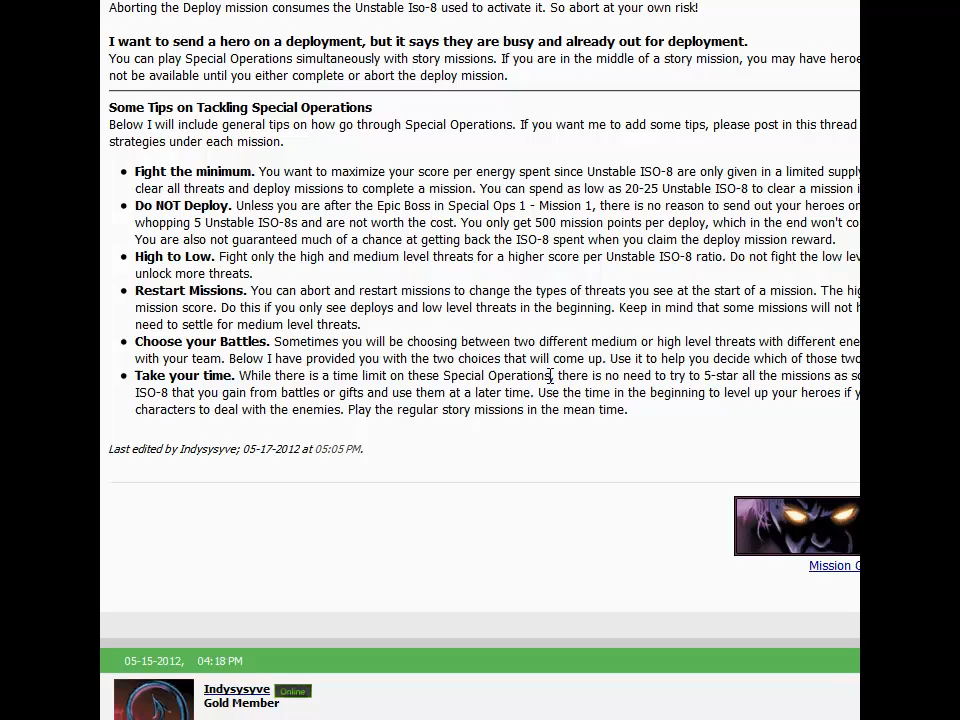 Aborting the Deploy mission consumes the Unstable Iso-8 used to activate it. So abort at your own risk!
I want to send a hero on a deployment, but it says they are busy and already out for deployment.
You can play Special Operations simultaneously with story missions. If you are in the middle of a story mission, you may have heroe
not be available until you either complete or abort the deploy mission.
Some Tips on Tackling Special Operations
Below I will include general tips on how go through Special Operations. If you want me to add some tips, please post in this thread
strategies under each mission.
• Fight the minimum. You want to maximize your score per energy spent since Unstable ISO-8 are only given in a limited supply
clear all threats and deploy missions to complete a mission. You can spend as low as 20-25 Unstable ISO-8 to clear a mission i
• Do NOT Deploy. Unless you are after the Epic Boss in Special Ops 1 - Mission 1, there is no reason to send out your heroes or
whopping 5 Unstable ISO-8s and are not worth the cost. You only get 500 mission points per deploy, which in the end won't co
You are also not guaranteed much of a chance at getting back the ISO-8 spent when you claim the deploy mission reward.
• High to Low. Fight only the high and medium level threats for a higher score per Unstable ISO-8 ratio. Do not fight the low lev
unlock more threats.
• Restart Missions. You can abort and restart missions to change the types of threats you see at the start of a mission. The hig
mission score. Do this if you only see deploys and low level threats in the beginning. Keep in mind that some missions will not h
need to settle for medium level threats.
• Choose your Battles. Sometimes you will be choosing between two different medium or high level threats with different ene
with your team. Below I have provided you with the two choices that will come up. Use it to help you decide which of those two
• Take your time. While there is a time limit on these Special Operations, there is no need to try to 5-star all the missions as so
ISO-8 that you gain from battles or gifts and use them at a later time. Use the time in the beginning to level up your heroes if y
characters to deal with the enemies. Play the regular story missions in the mean time.
Last edited by Indysysyve; 05-17-2012 at 05:05 PM.
Mission G
05-15-2012, 04:18 PM
Indysysyve Online
Gold Member